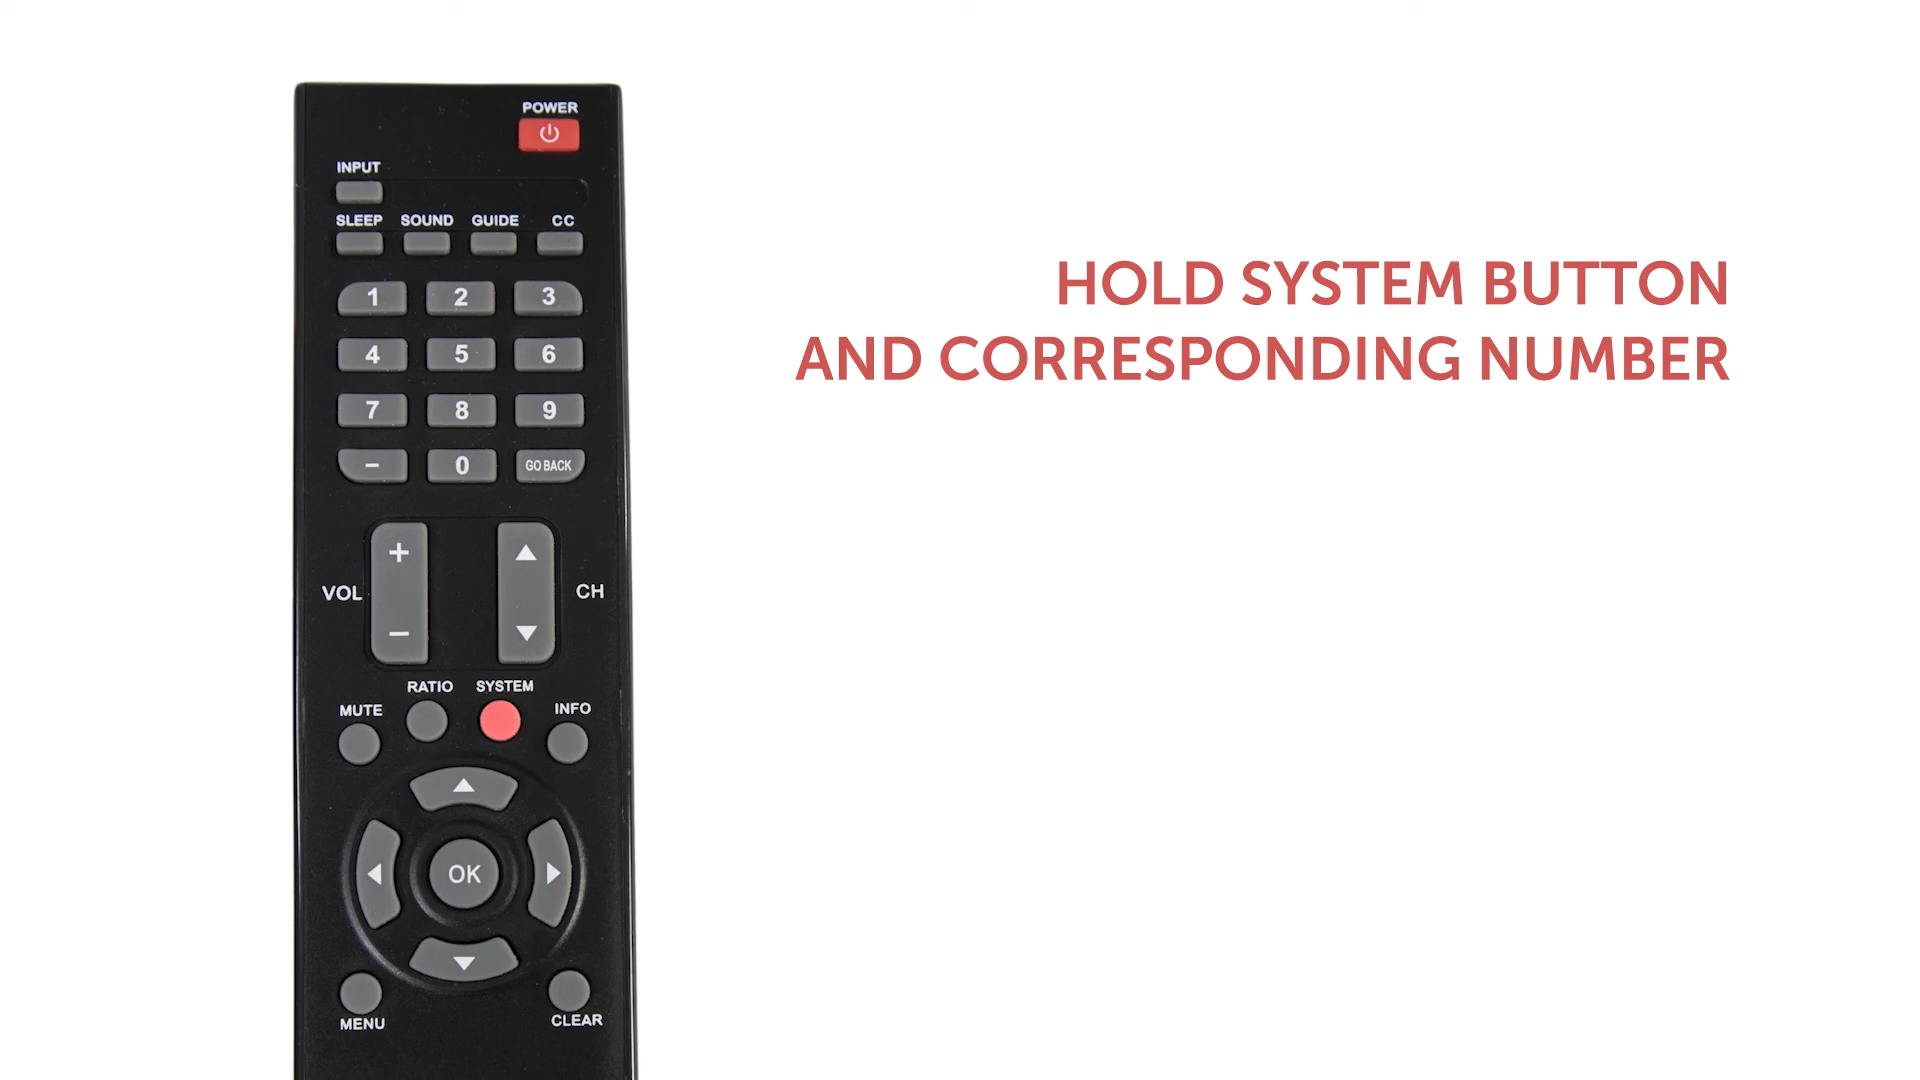 POWER
INPUT
SLEEP SOUND GUIDE CC
1 2 3
4 5 6
7 8 9
– 0 GO BACK
+
VOL CH
–
RATIO SYSTEM
MUTE INFO
OK
MENU CLEAR
HOLD SYSTEM BUTTON
AND CORRESPONDING NUMBER